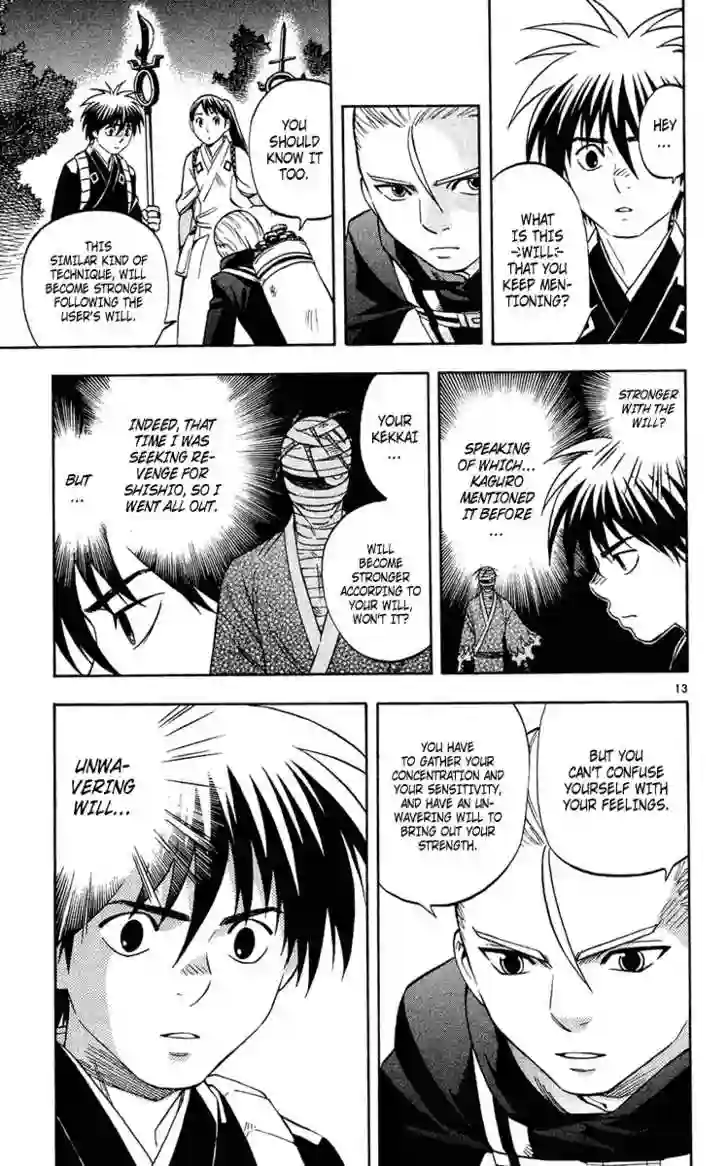 HEY
...
WHAT
IS THIS
-WILL-
THAT YOU
KEEP MEN-
TIONING?
YOU
SHOULD
KNOW IT
TOO.
THIS
SIMILAR KIND OF
TECHNIQUE, WILL
BECOME STRONGER
FOLLOWING THE
USER'S WILL.
STRONGER
WITH THE
WILL?
SPEAKING
OF WHICH...
KAGURO
MENTIONED
IT BEFORE
...
YOUR
KEKKAI
...
WILL
BECOME
STRONGER
ACCORDING TO
YOUR WILL,
WON'T IT?
INDEED, THAT
TIME I WAS
SEEKING RE-
VENGE FOR
SHISHIO, SO I
WENT ALL OUT.
BUT
...
13
BUT YOU
CAN'T CONFUSE
YOURSELF WITH
YOUR FEELINGS.
YOU HAVE
TO GATHER YOUR
CONCENTRATION AND
YOUR SENSITIVITY,
AND HAVE AN UN-
WAVERING WILL TO
BRING OUT YOUR
STRENGTH.
UNWA-
VERING
WILL...